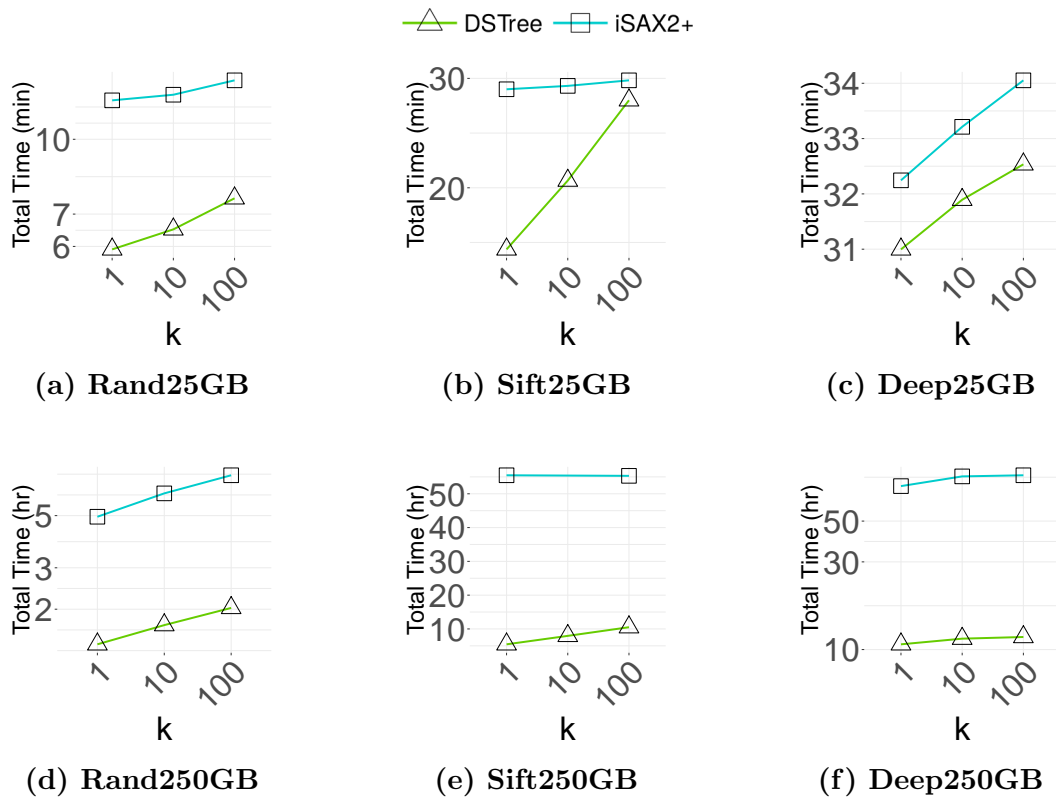 DSTree iSAX2+
Total Time (min)
10
7
6
1 10 100
k
(a) Rand25GB
Total Time (min)
30
20
1 10 100
k
(b) Sift25GB
Total Time (min)
34
33
32
31
1 10 100
k
(c) Deep25GB
Total Time (hr)
5
3
2
1 10 100
k
(d) Rand250GB
Total Time (hr)
50
40
30
20
10
1 10 100
k
(e) Sift250GB
Total Time (hr)
50
30
10
1 10 100
k
(f) Deep250GB